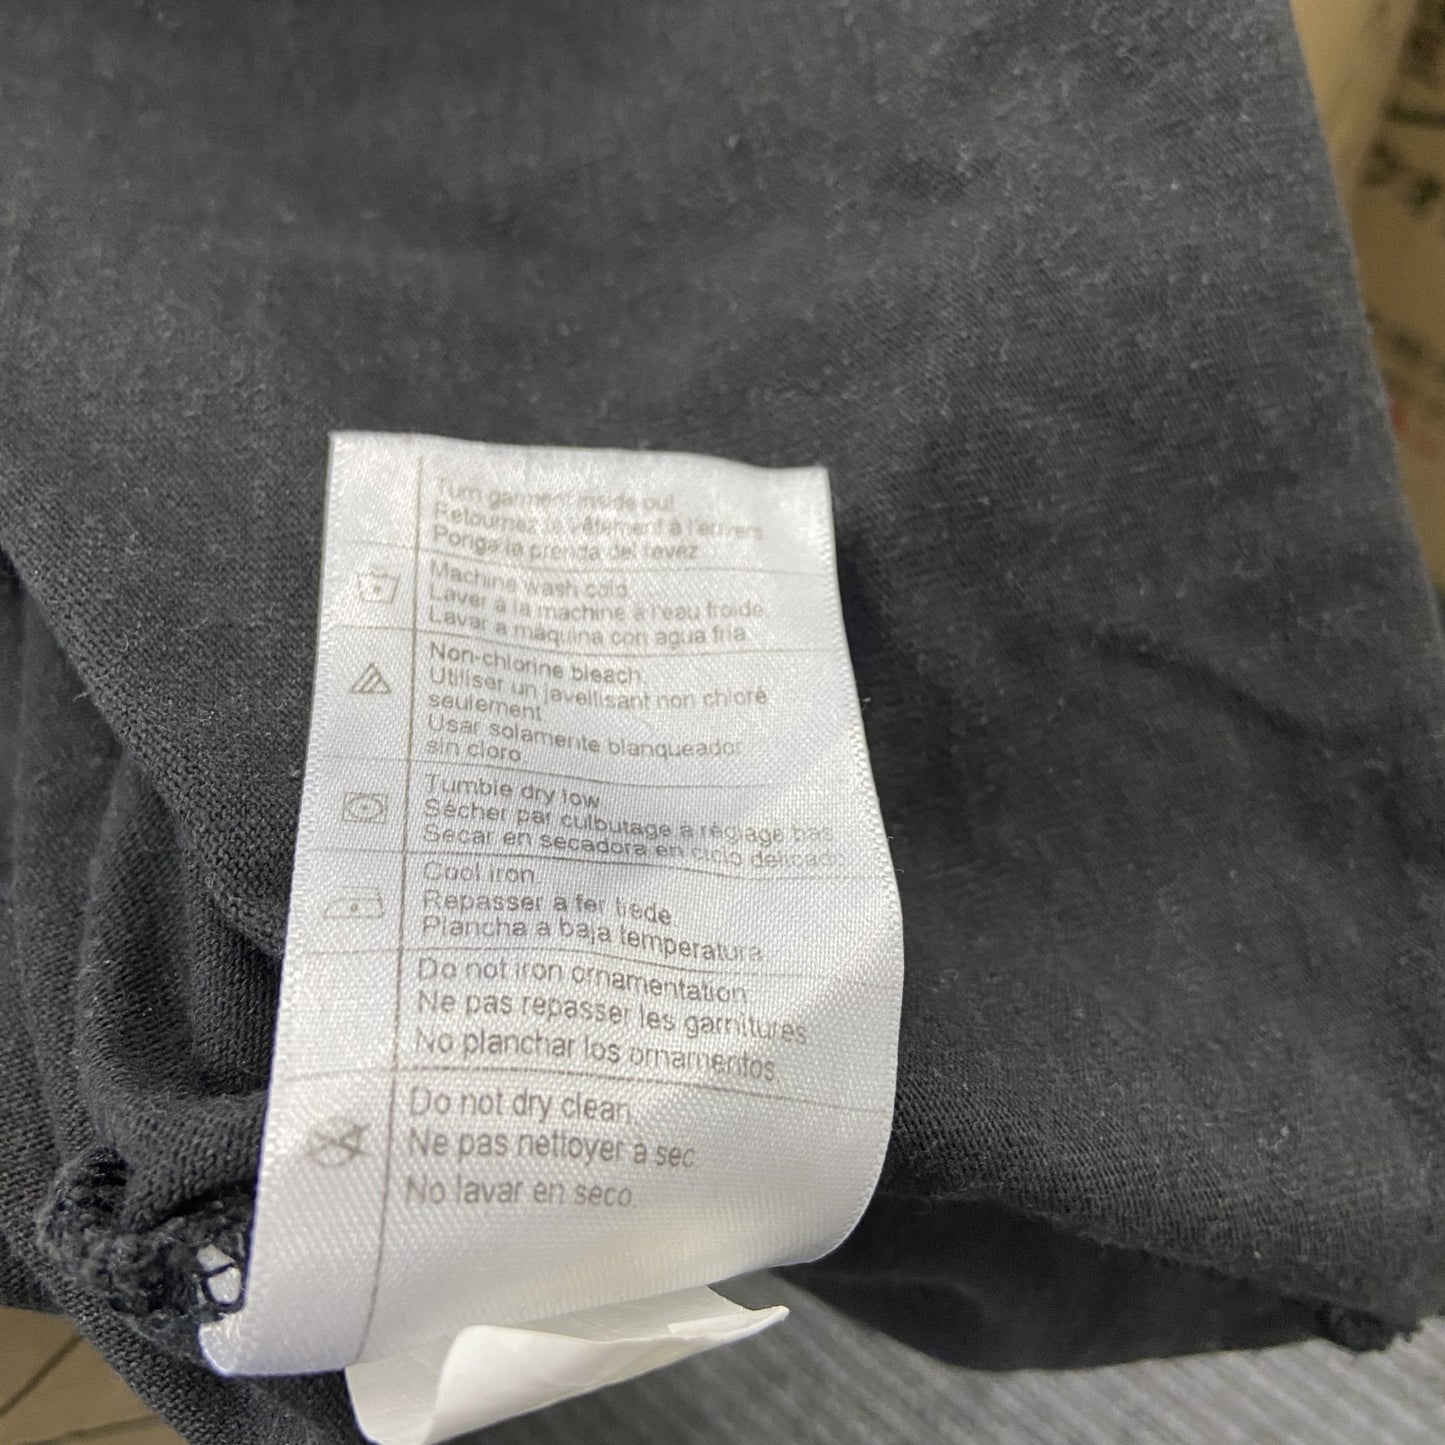 Turn garment inside out
Retournez le vêtement à l'envers
Ponga la prenda del revez
Machine wash cold.
Laver à la machine à l'eau froide.
Lavar a máquina con agua fria.
Non-chlorine bleach.
Utiliser un javellisant non chloré
seulement.
Usar solamente blanqueador
sin cloro.
Tumble dry low.
Sécher par culbutage a réglage bas
Secar en secadora en ciclo delicado
Cool iron.
Repasser à fer tiède
Plancha a baja temperatura
Do not iron ornamentation.
Ne pas repasser les garnitures
No planchar los ornamentos.
Do not dry clean.
Ne pas nettoyer a sec
No lavar en seco.